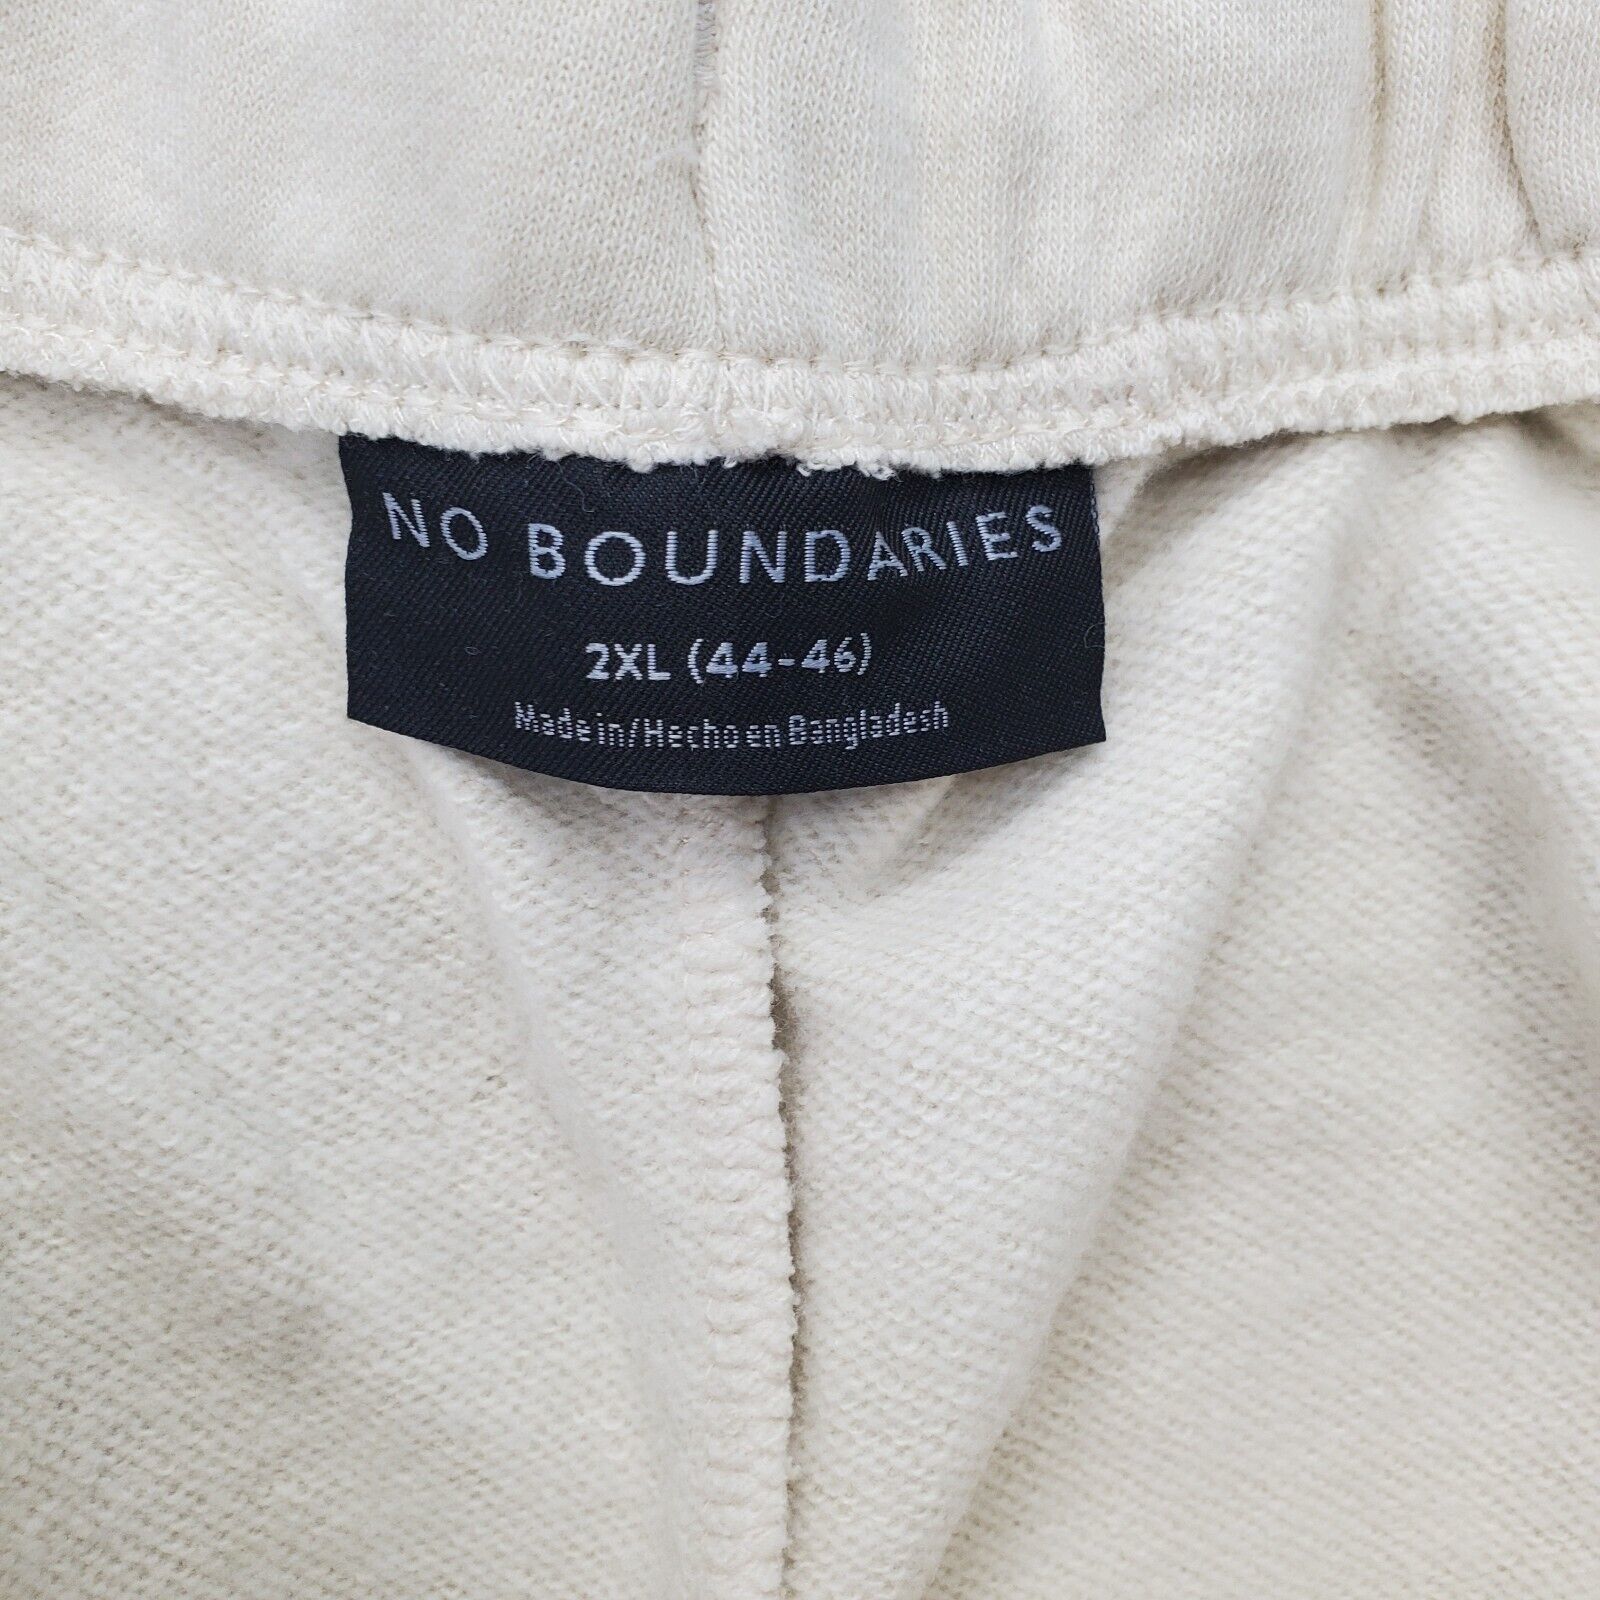 NO BOUNDARIES
2XL (44-46)
Made in/Hecho en Bangladesh